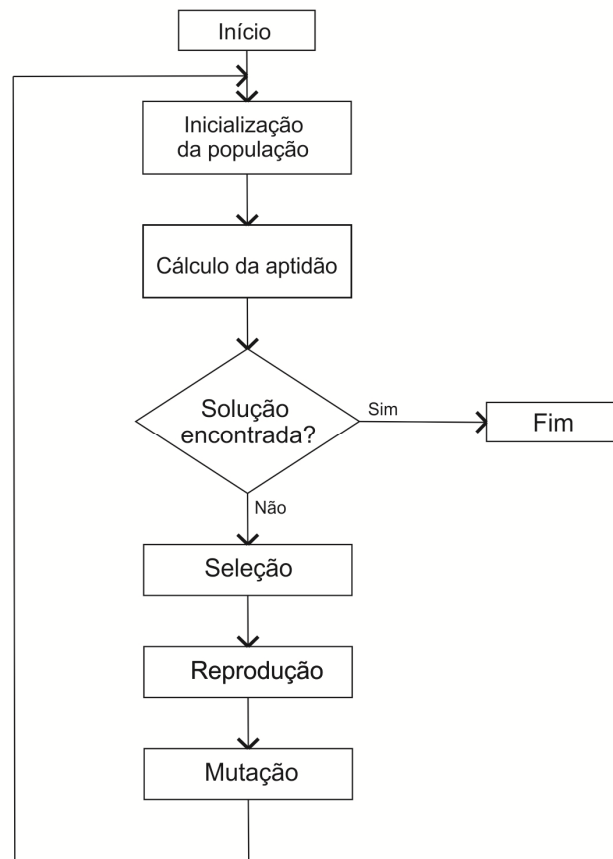 Início
Inicialização
da população
Cálculo da aptidão
Solução
encontrada?
Sim
Fim
Não
Seleção
Reprodução
Mutação